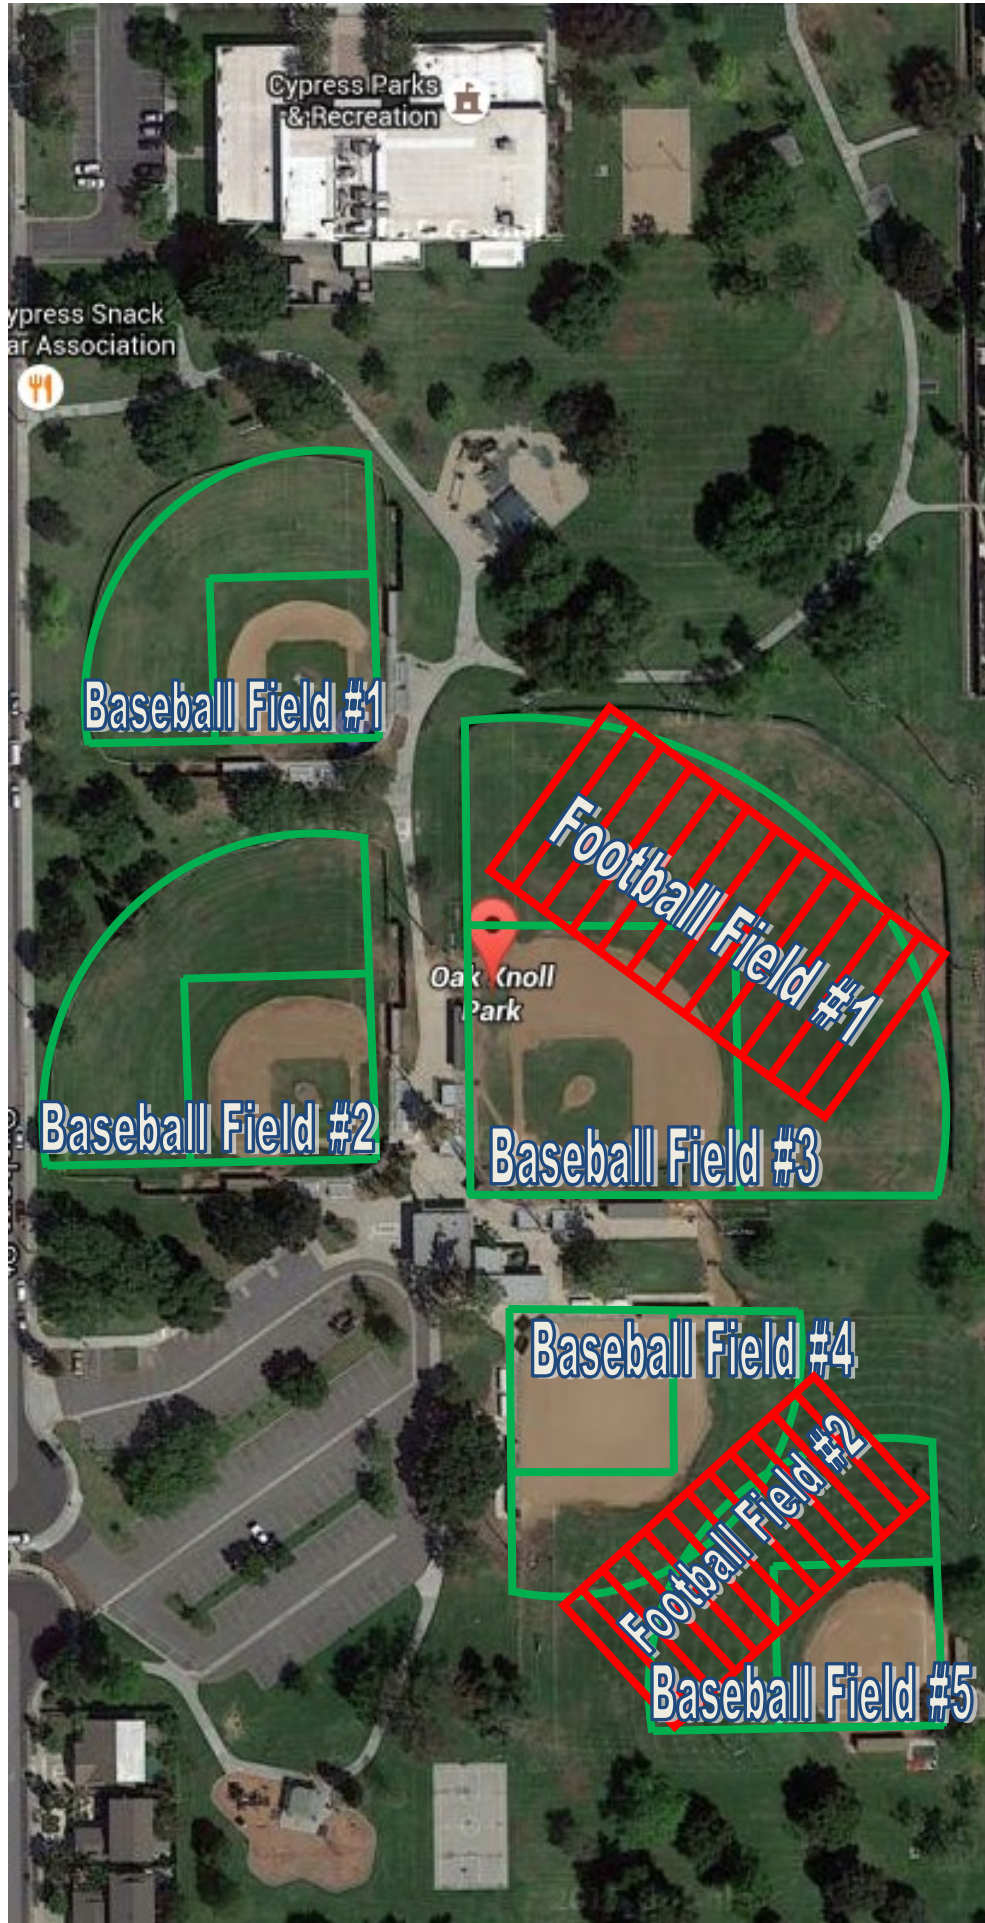 Cypress Parks
& Recreation
ypress Snack
ar Association
Baseball Field #1
Football Field #1
Oak Knoll
Park
Baseball Field #2
Baseball Field #3
Baseball Field #4
Football Field #2
Baseball Field #5